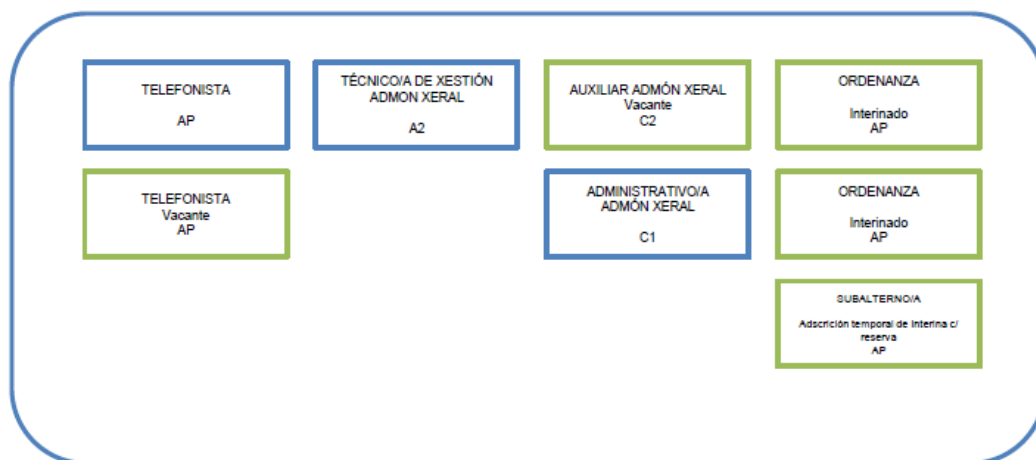 TELEFONISTA
AP
TÉCNICO/A DE XESTIÓN
ADMON XERAL
A2
AUXILIAR ADMÓN XERAL
Vacante
C2
ORDENANZA
Interinado
AP
TELEFONISTA
Vacante
AP
ADMINISTRATIVO/A
ADMÓN XERAL
C1
ORDENANZA
Interinado
AP
SUBALTERNO/A
Adscrición temporal de Interina c/
reserva
AP